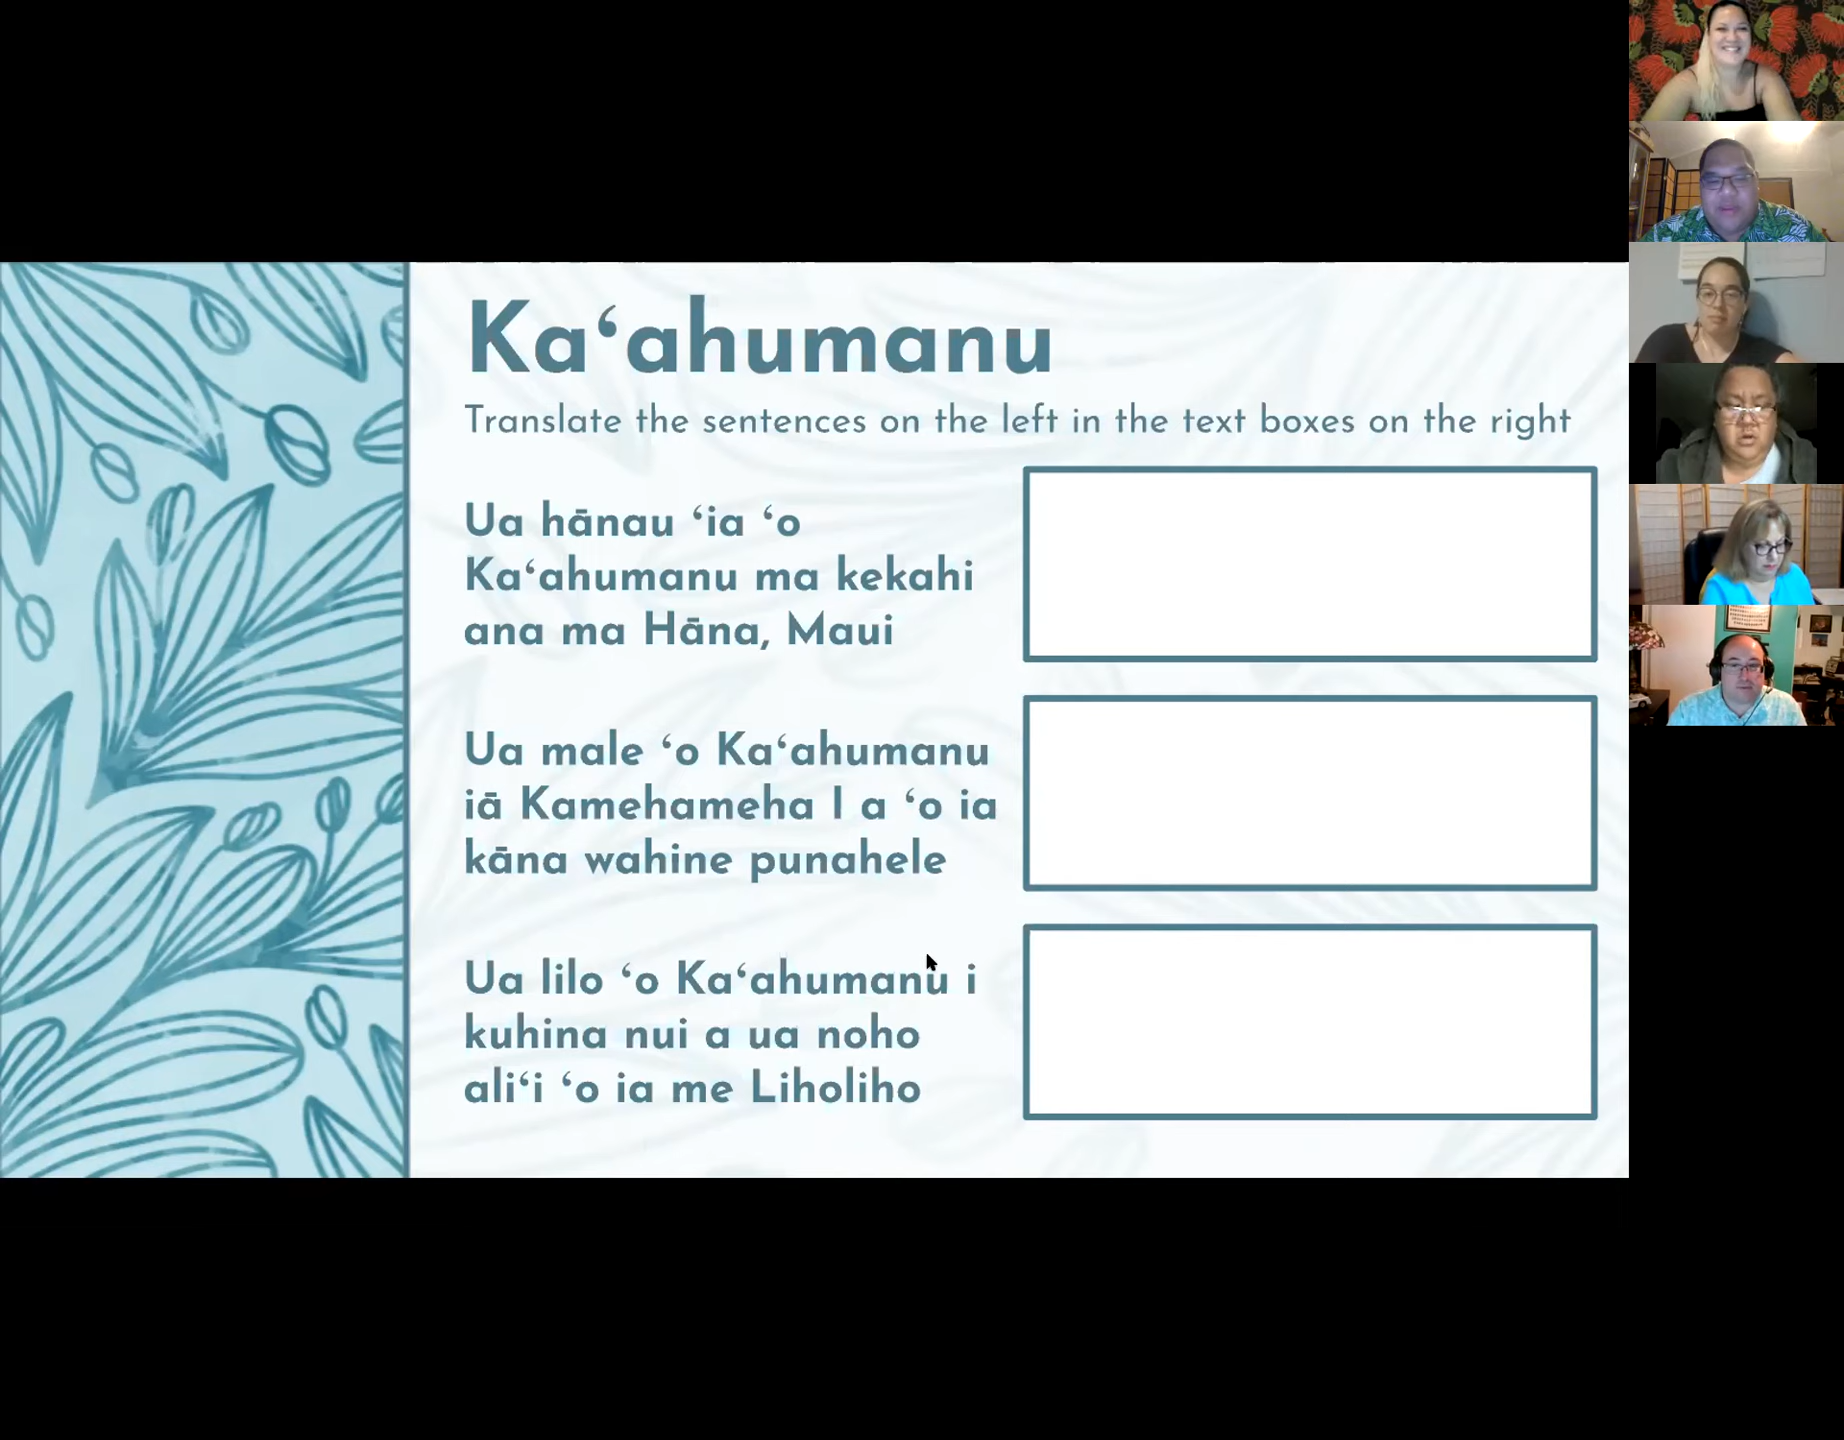 Kaʻahumanu
Translate the sentences on the left in the text boxes on the right
Ua hānau ʻia ʻo
Kaʻahumanu ma kekahi
ana ma Hāna, Maui
Ua male ʻo Kaʻahumanu
iā Kamehameha I a ʻo ia
kāna wahine punahele
Ua lilo ʻo Kaʻahumanu i
kuhina nui a ua noho
aliʻi ʻo ia me Liholiho